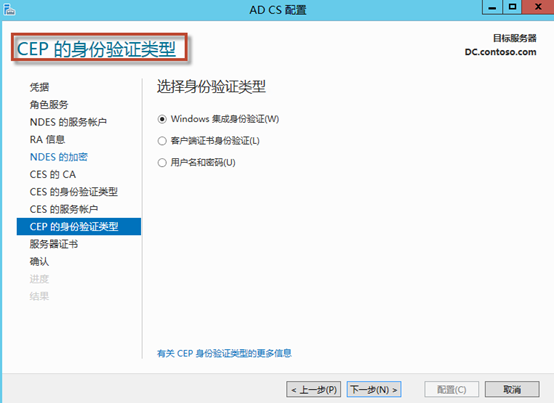 AD CS 配置
CEP 的身份验证类型
目标服务器
DC.contoso.com
凭据
角色服务
NDES 的服务帐户
RA 信息
NDES 的加密
CES 的 CA
CES 的身份验证类型
CES 的服务帐户
CEP 的身份验证类型
服务器证书
确认
进度
结果
选择身份验证类型
Windows 集成身份验证(W)
客户端证书身份验证(L)
用户名和密码(U)
有关 CEP 身份验证类型的更多信息
< 上一步(P)
下一步(N) >
配置(C)
取消